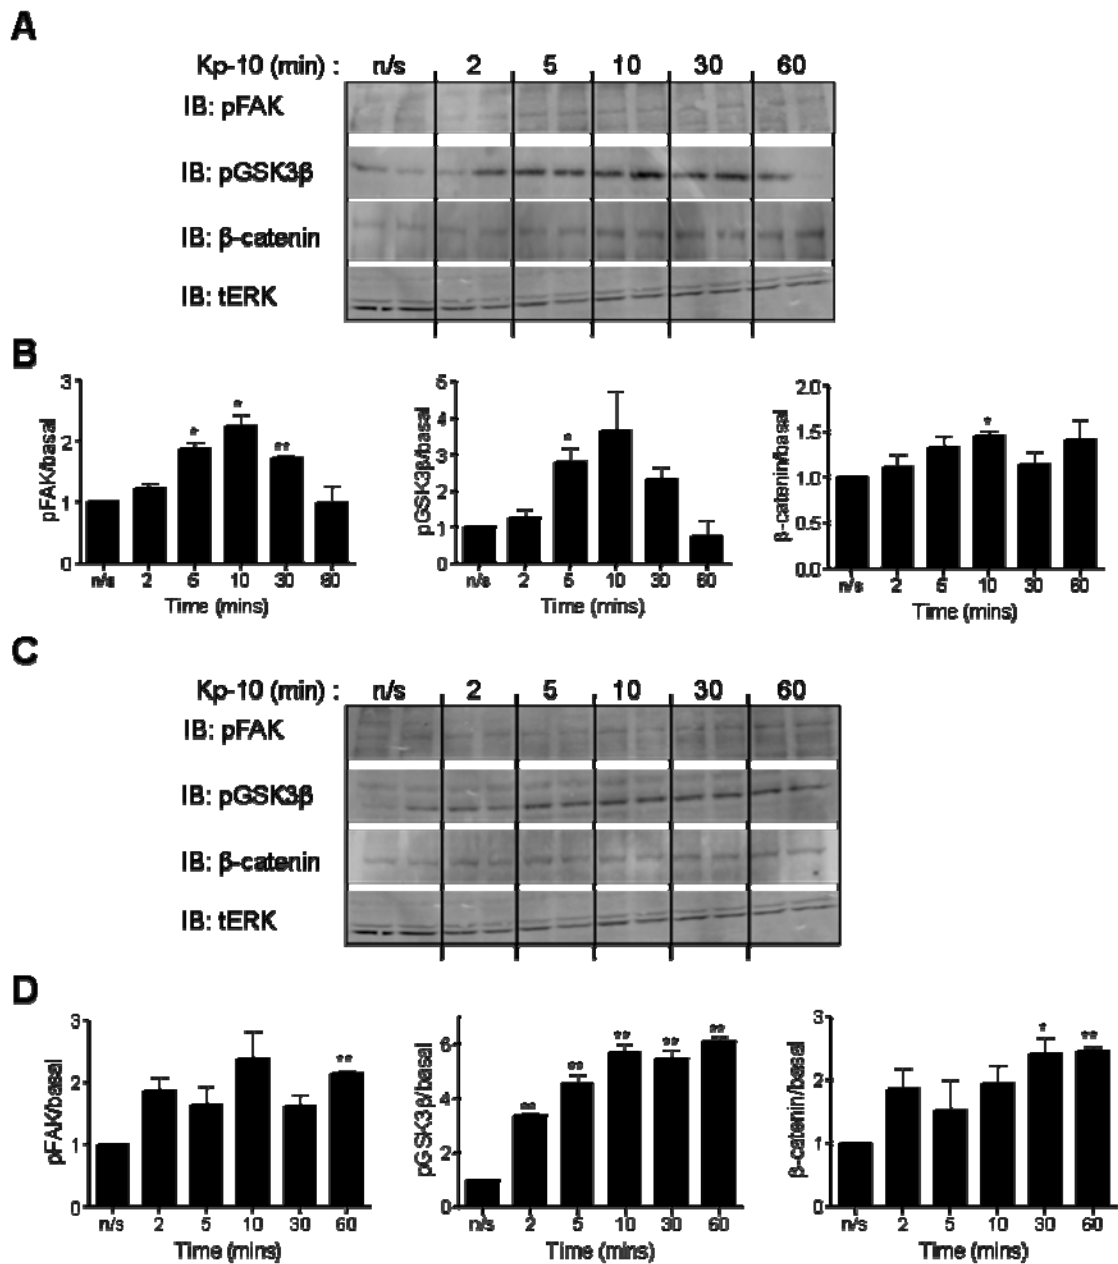 A
Kp-10 (min) : n/s 2 5 10 30 60
IB: pFAK
IB: pGSK3β
IB: β-catenin
IB: tERK
B
pFAK/basal
3
2
1
0
* * **
n/s 2 5 10 30 60
Time (mins)
pGSK3β/basal
5
4
3
2
1
0
*
n/s 2 5 10 30 60
Time (mins)
β-catenin/basal
2.0
1.5
1.0
0.5
0.0
*
n/s 2 5 10 30 60
Time (mins)
C
Kp-10 (min) : n/s 2 5 10 30 60
IB: pFAK
IB: pGSK3β
IB: β-catenin
IB: tERK
D
pFAK/basal
3
2
1
0
**
n/s 2 5 10 30 60
Time (mins)
pGSK3β/basal
6
4
2
0
** ** ** ** **
n/s 2 5 10 30 60
Time (mins)
β-catenin/basal
3
2
1
0
* **
n/s 2 5 10 30 60
Time (mins)